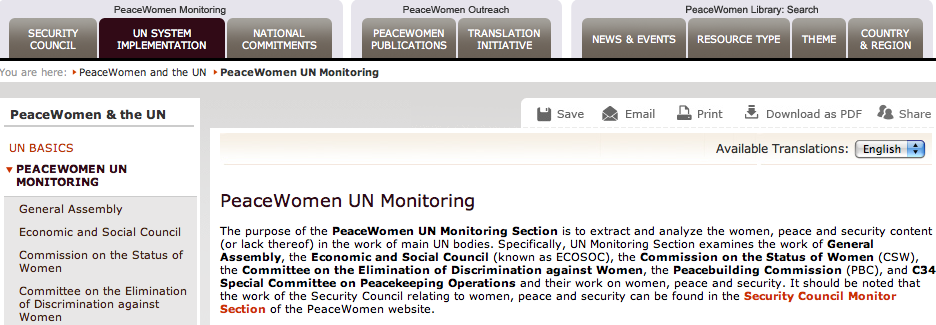 PeaceWomen Monitoring
PeaceWomen Outreach
PeaceWomen Library: Search
SECURITY COUNCIL
UN SYSTEM IMPLEMENTATION
NATIONAL COMMITMENTS
PEACEWOMEN PUBLICATIONS
TRANSLATION INITIATIVE
NEWS & EVENTS
RESOURCE TYPE
THEME
COUNTRY & REGION
You are here: PeaceWomen and the UN PeaceWomen UN Monitoring
PeaceWomen & the UN
UN BASICS
PEACEWOMEN UN
MONITORING
General Assembly
Economic and Social Council
Commission on the Status of
Women
Committee on the Elimination
of Discrimination against
Women
Save Email Print Download as PDF Share
Available Translations: English
PeaceWomen UN Monitoring
The purpose of the PeaceWomen UN Monitoring Section is to extract and analyze the women, peace and security content
(or lack thereof) in the work of main UN bodies. Specifically, UN Monitoring Section examines the work of General
Assembly, the Economic and Social Council (known as ECOSOC), the Commission on the Status of Women (CSW),
the Committee on the Elimination of Discrimination against Women, the Peacebuilding Commission (PBC), and C34
Special Committee on Peacekeeping Operations and their work on women, peace and security. It should be noted that
the work of the Security Council relating to women, peace and security can be found in the Security Council Monitor
Section of the PeaceWomen website.